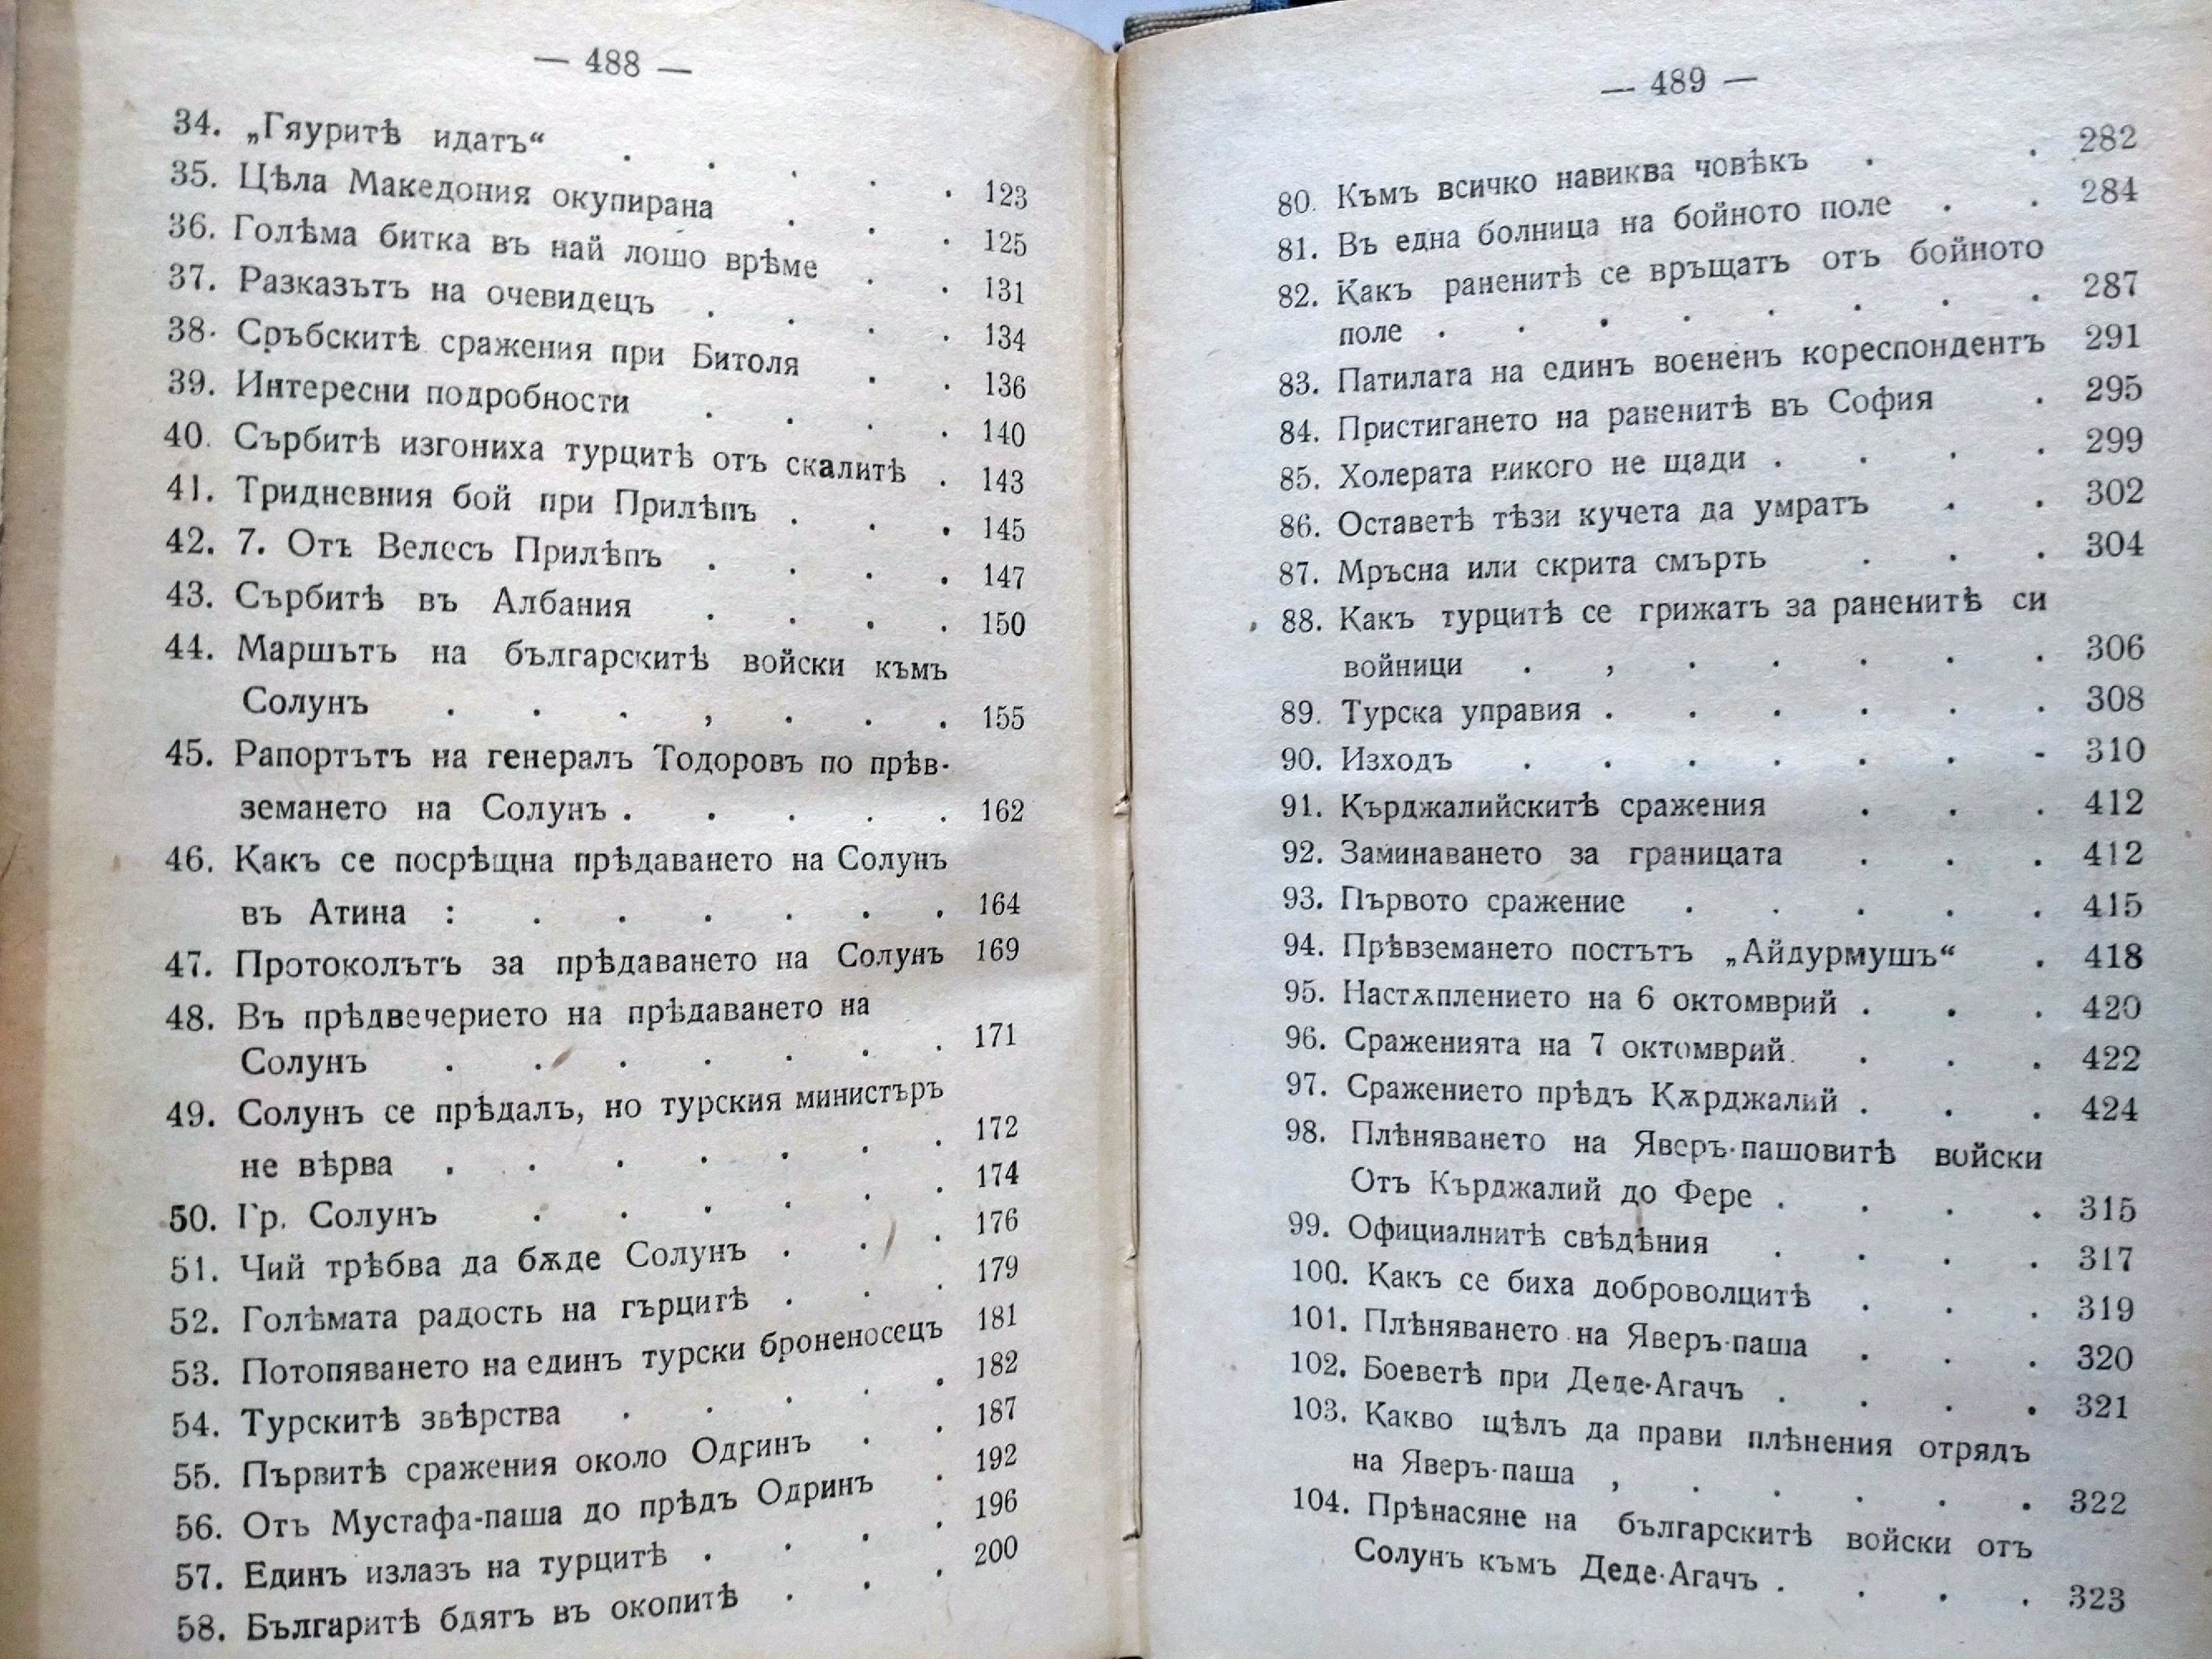 — 488 —
34. „Гяуритѣ идатъ“ . . . . . 123
35. Цѣла Македония окупирана . . . 125
36. Голѣма битка въ най лошо врѣме . . 131
37. Разказътъ на очевидецъ . . . . 134
38. Сръбскитѣ сражения при Битоля . . 136
39. Интересни подробности . . . . 140
40. Сърбитѣ изгониха турцитѣ отъ скалитѣ . 143
41. Тридневния бой при Прилѣпъ . . . 145
42. 7. Отъ Велесъ Прилѣпъ . . . . 147
43. Сърбитѣ въ Албания . . . . 150
44. Маршътъ на българскитѣ войски къмъ
Солунъ . . . , . . . 155
45. Рапортътъ на генералъ Тодоровъ по прѣв-
земането на Солунъ . . . . . 162
46. Какъ се посрѣщна прѣдаването на Солунъ
въ Атина : . . . . . . 164
47. Протоколътъ за прѣдаването на Солунъ 169
48. Въ прѣдвечерието на прѣдаването на
Солунъ . . . . . . . 171
49. Солунъ се прѣдалъ, но турския министъръ
не вѣрва . . . . . . . 172
50. Гр. Солунъ . . . . . . 174
51. Чий трѣбва да бѫде Солунъ . . . 176
52. Голѣмата радость на гърцитѣ . . . 179
53. Потопяването на единъ турски броненосецъ 181
54. Турскитѣ звѣрства . . . . . 182
55. Първитѣ сражения около Одринъ . . 187
56. Отъ Мустафа-паша до прѣдъ Одринъ . 192
57. Единъ излазъ на турцитѣ . . . . 196
58. Българитѣ бдятъ въ окопитѣ . . . 200
— 489 —
80. Къмъ всичко навиква човѣкъ . . 282
81. Въ една болница на бойното поле . . 284
82. Какъ раненитѣ се връщатъ отъ бойното
поле . . . . . . . . 287
83. Патилата на единъ воененъ кореспондентъ 291
84. Пристигането на раненитѣ въ София . 295
85. Холерата никого не щади . . . . 299
86. Оставетѣ тѣзи кучета да умратъ . . 302
87. Мръсна или скрита смърть . . . 304
88. Какъ турцитѣ се грижатъ за раненитѣ си
войници . , . . . . . 306
89. Турска управия . . . . . . 308
90. Изходъ . . . . . . - 310
91. Кърджалийскитѣ сражения . . . 412
92. Заминаването за границата . . . 412
93. Първото сражение . . . . . 415
94. Прѣвземането постътъ „Айдурмушъ“ . 418
95. Настѫплението на 6 октомврий . . . 420
96. Сраженията на 7 октомврий . . . 422
97. Сражението прѣдъ Кѫрджалий . . . 424
98. Плѣняването на Яверъ-пашовитѣ войски
Отъ Кърджалий до Фере . . . . 315
99. Официалнитѣ свѣдѣния . . . . 317
100. Какъ се биха доброволцитѣ . . . 319
101. Плѣняването на Яверъ-паша . . . 320
102. Боеветѣ при Деде-Агачъ . . . . 321
103. Какво щѣлъ да прави плѣнения отрядъ
на Яверъ-паша , . . . . . 322
104. Прѣнасяне на българскитѣ войски отъ
Солунъ къмъ Деде-Агачъ . . . . 323